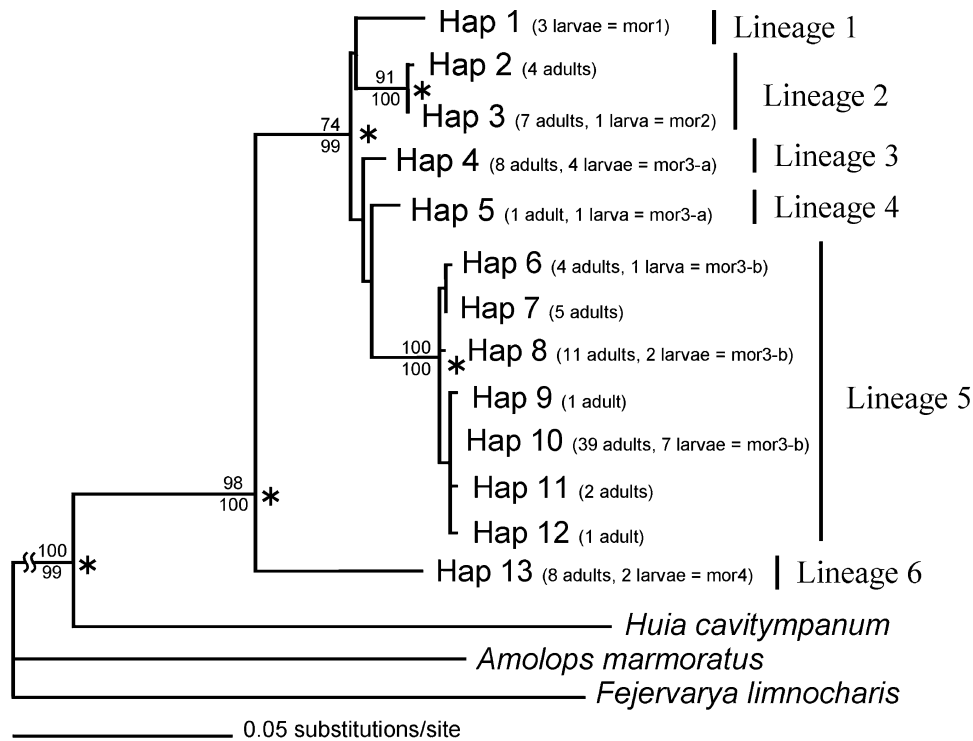 Hap 1 (3 larvae = mor1) Lineage 1
Hap 2 (4 adults)
91
100 * Lineage 2
Hap 3 (7 adults, 1 larva = mor2)
74
99 *
Hap 4 (8 adults, 4 larvae = mor3-a) Lineage 3
Hap 5 (1 adult, 1 larva = mor3-a) Lineage 4
Hap 6 (4 adults, 1 larva = mor3-b)
Hap 7 (5 adults)
100
100 *
Hap 8 (11 adults, 2 larvae = mor3-b)
Hap 9 (1 adult) Lineage 5
Hap 10 (39 adults, 7 larvae = mor3-b)
Hap 11 (2 adults)
98
100 *
Hap 12 (1 adult)
100
99 *
Hap 13 (8 adults, 2 larvae = mor4) Lineage 6
Huia cavitympanum
Amolops marmoratus
Fejervarya limnocharis
0.05 substitutions/site